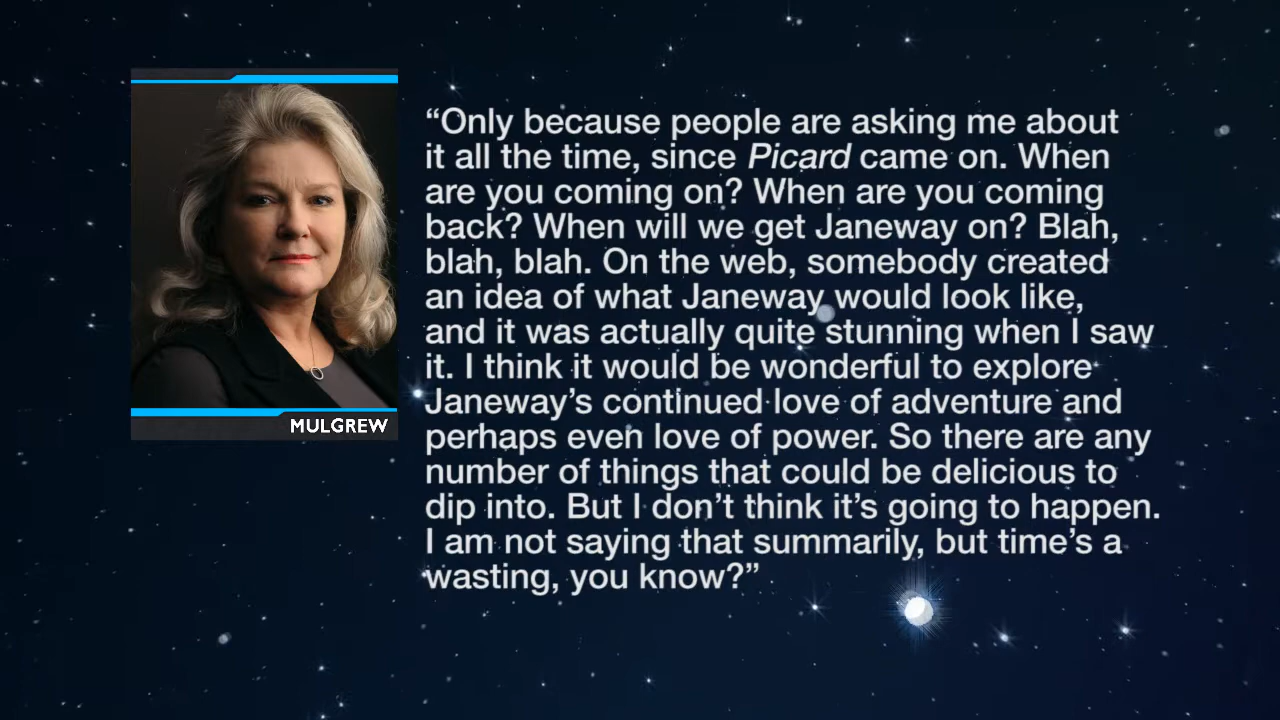 “Only because people are asking me about
it all the time, since Picard came on. When
are you coming on? When are you coming
back? When will we get Janeway on? Blah,
blah, blah. On the web, somebody created
an idea of what Janeway would look like,
and it was actually quite stunning when I saw
it. I think it would be wonderful to explore
Janeway’s continued love of adventure and
perhaps even love of power. So there are any
number of things that could be delicious to
dip into. But I don’t think it’s going to happen.
I am not saying that summarily, but time’s a
wasting, you know?”
MULGREW